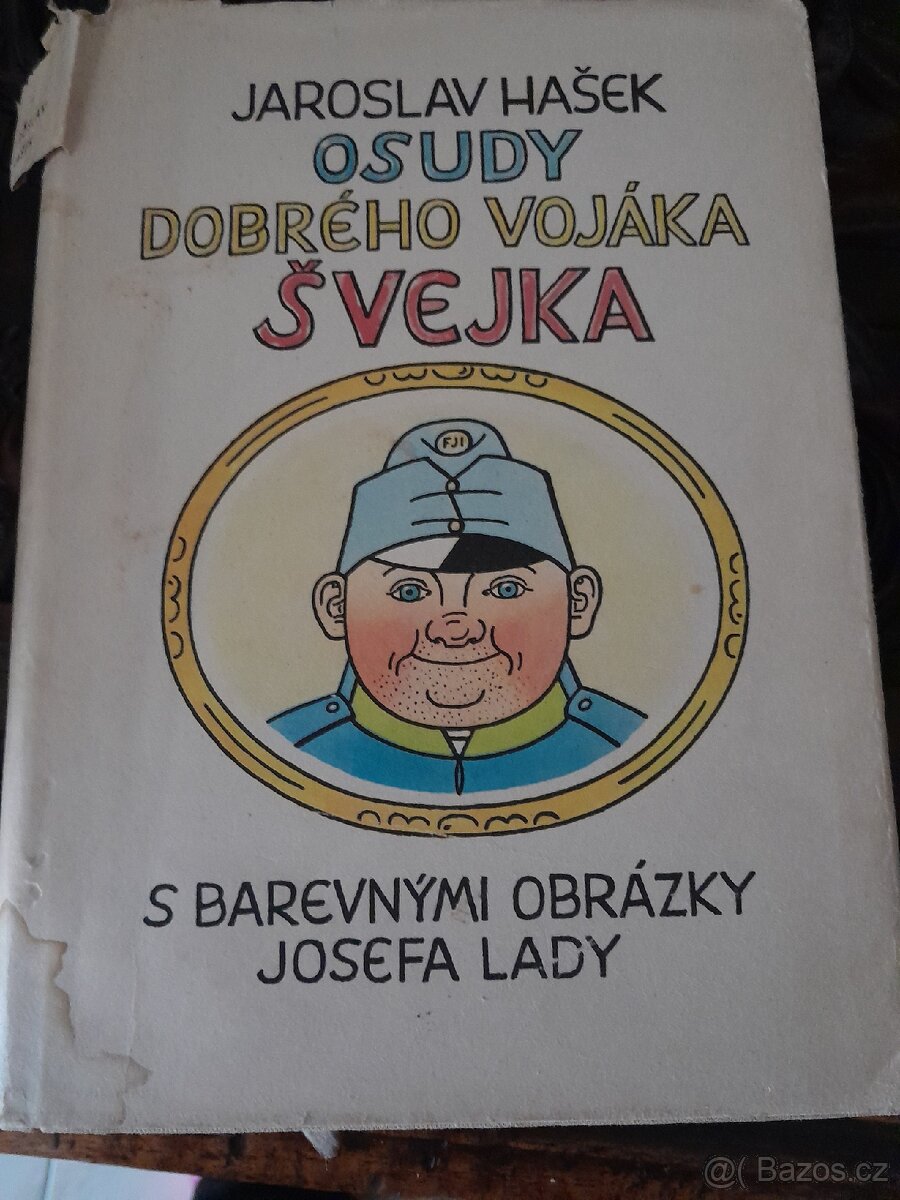 JAROSLAV HAŠEK
OSUDY
DOBRÉHO VOJÁKA
ŠVEJKA
FJI
S BAREVNÝMI OBRÁZKY
JOSEFA LADY
@( Bazos.cz